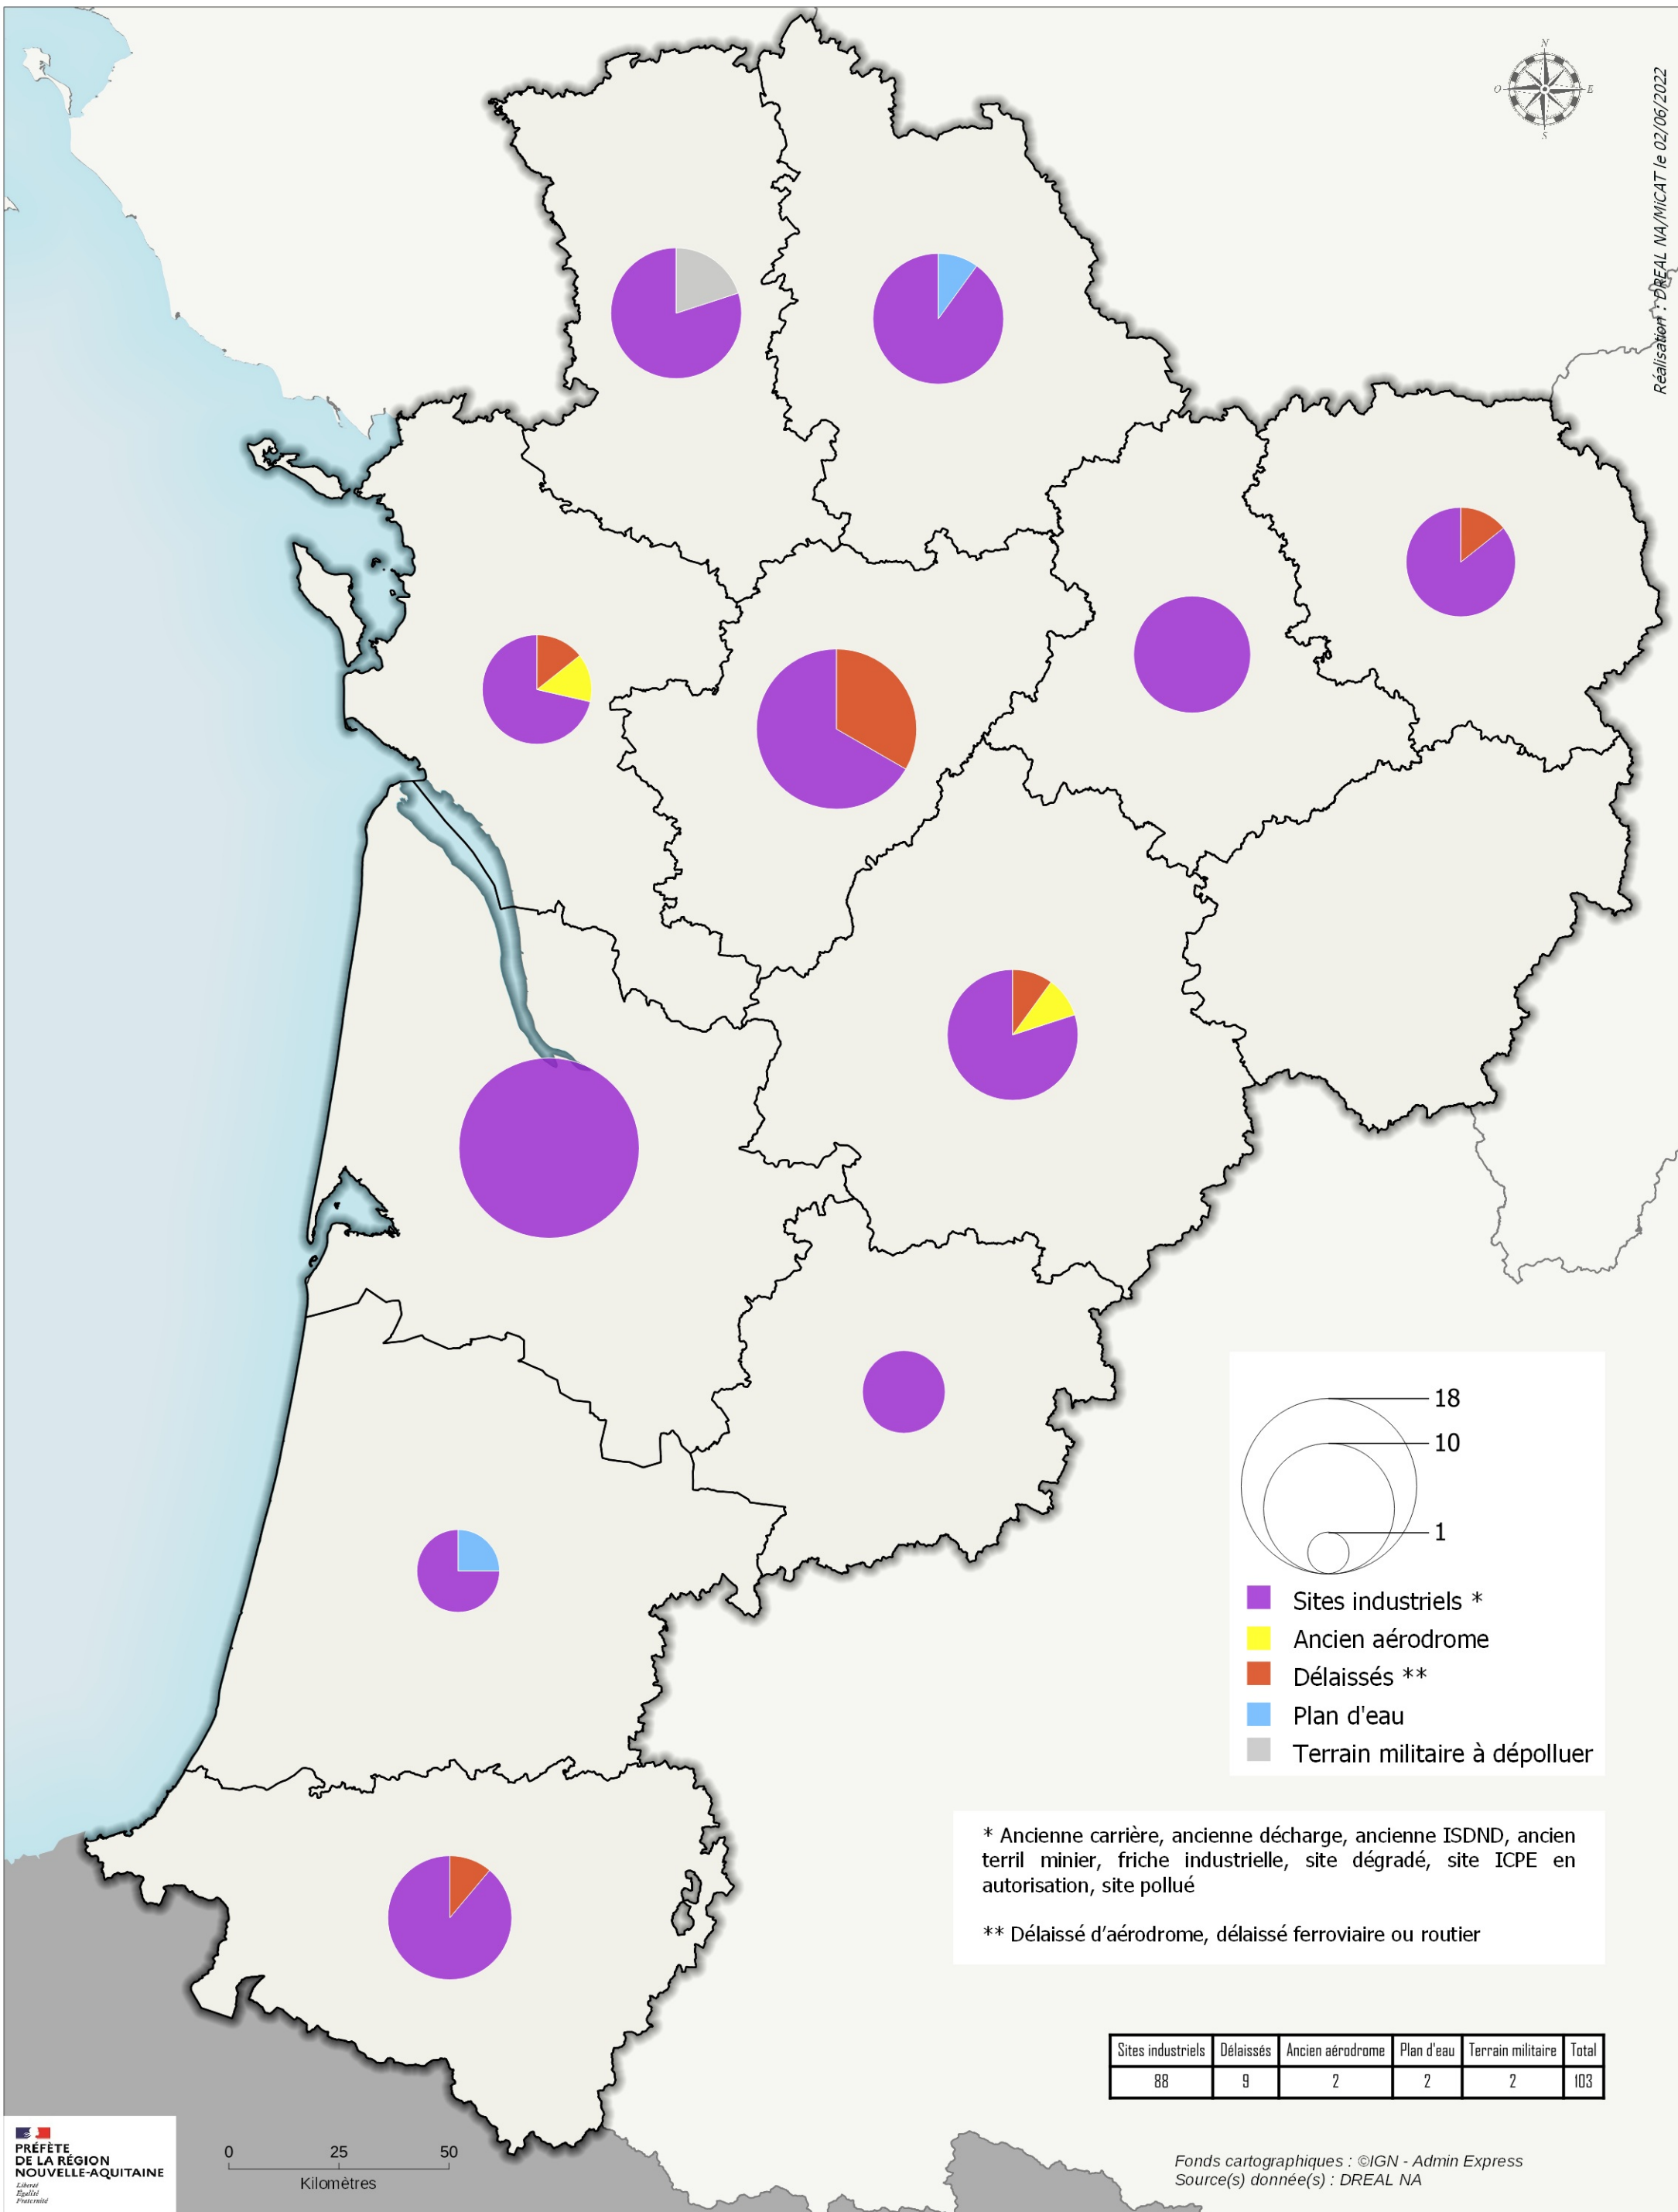 N
O
E
S
Réalisation : DREAL NA/MiCAT le 02/06/2022
18
10
1
Sites industriels *
Ancien aérodrome
Délaissés **
Plan d'eau
Terrain militaire à dépolluer
* Ancienne carrière, ancienne décharge, ancienne ISDND, ancien
terril minier, friche industrielle, site dégradé, site ICPE en
autorisation, site pollué
** Délaissé d’aérodrome, délaissé ferroviaire ou routier
Sites industriels Délaissés Ancien aérodrome Plan d'eau Terrain militaire Total
88 9 2 2 2 103
PRÉFÈTE
DE LA RÉGION
NOUVELLE-AQUITAINE
Liberté
Égalité
Fraternité
0 25 50
Kilomètres
Fonds cartographiques : ©IGN - Admin Express
Source(s) donnée(s) : DREAL NA